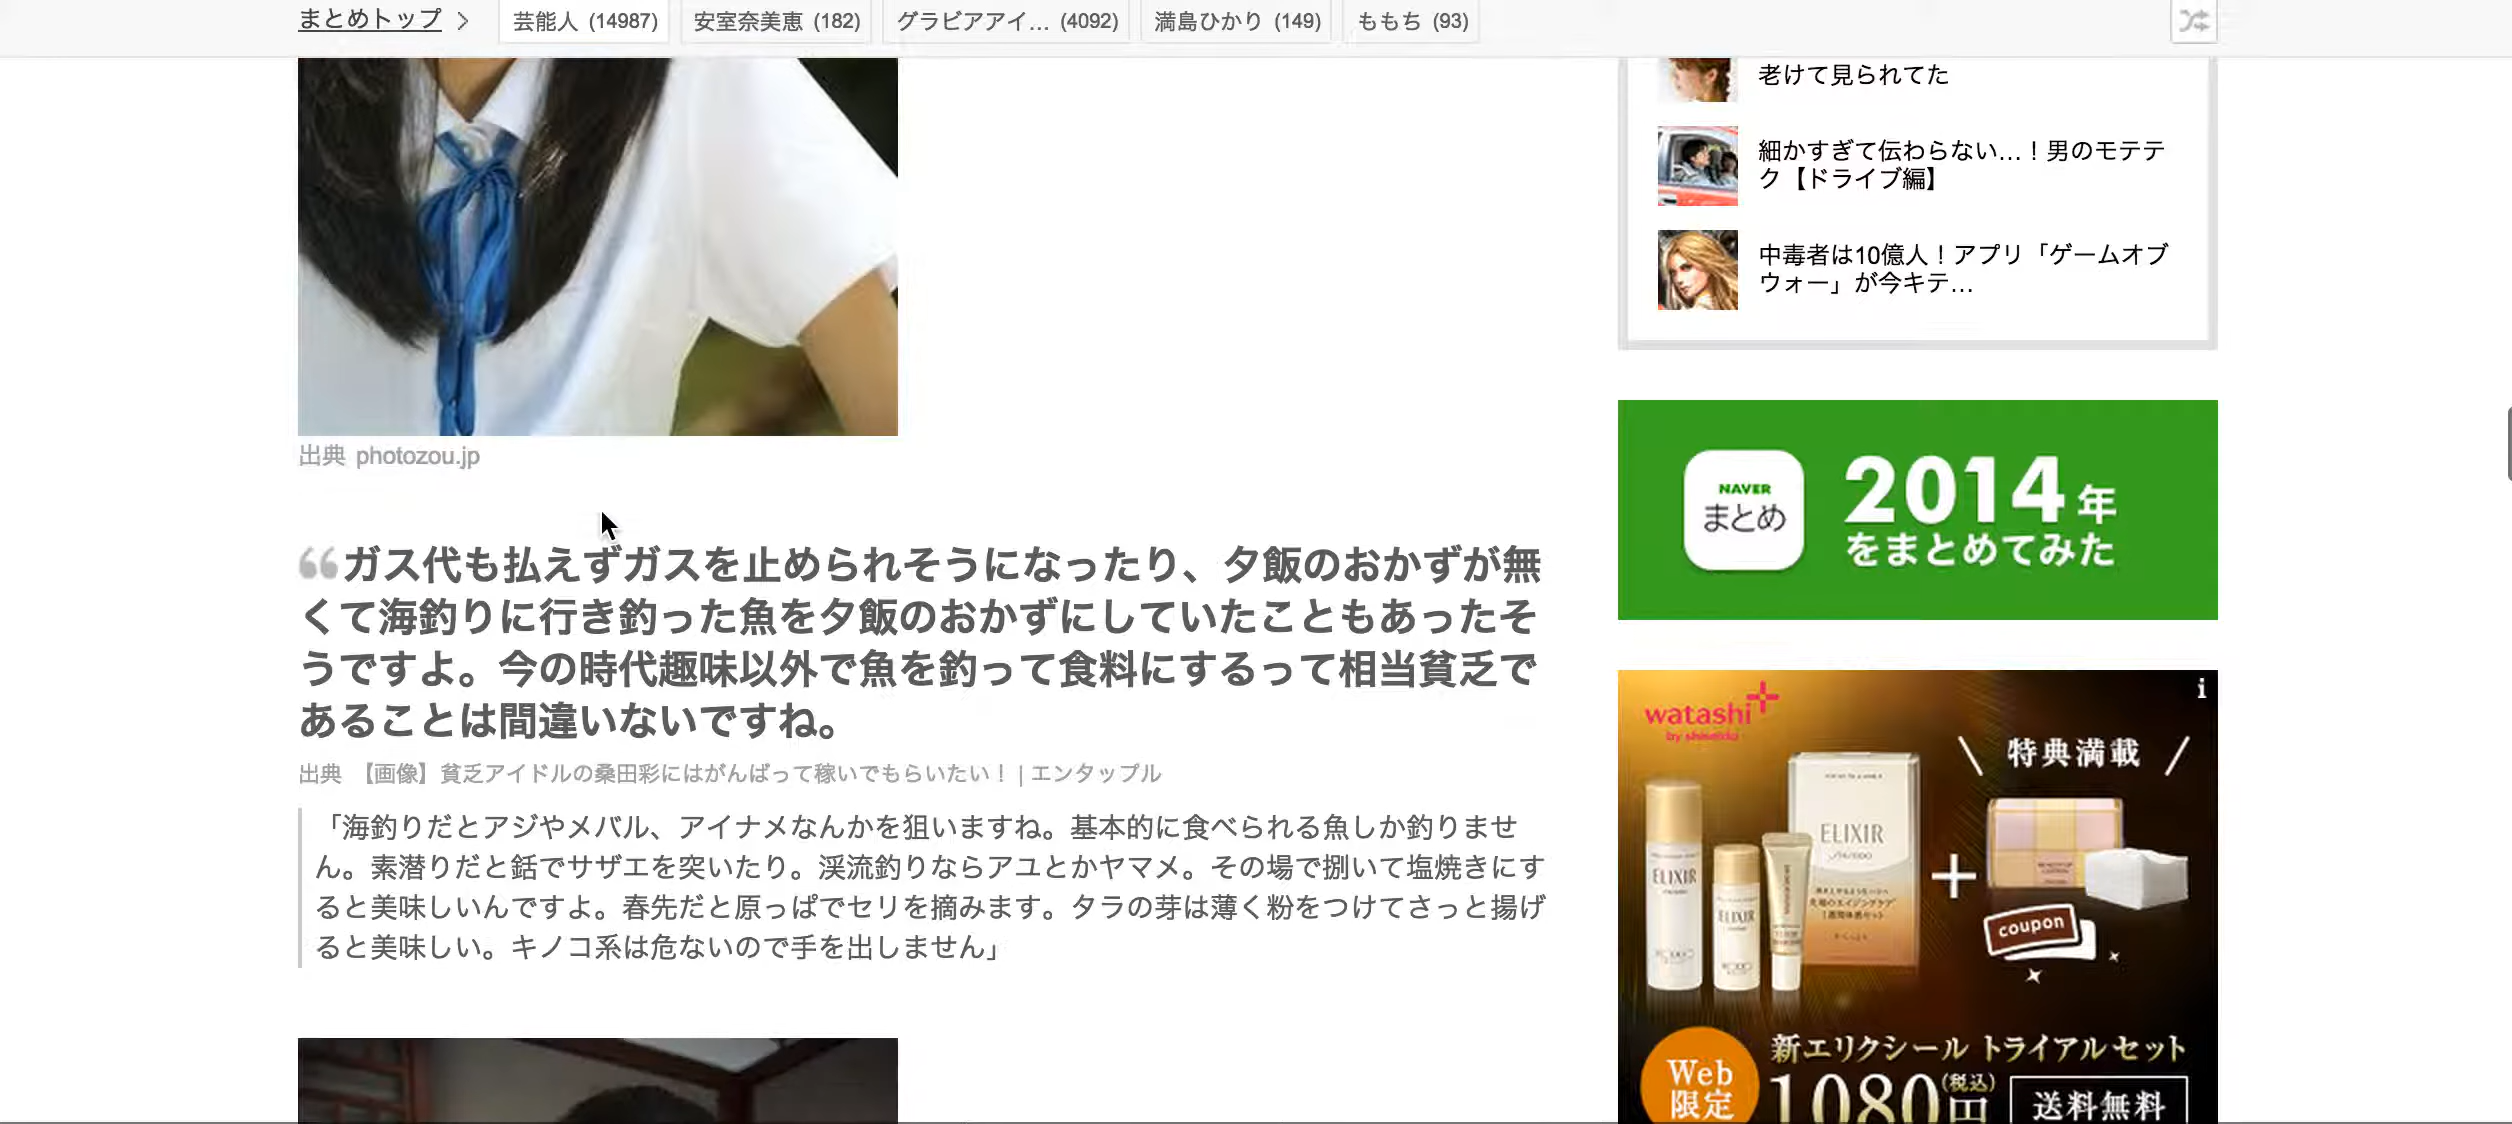 まとめトップ
芸能人 (14987)
安室奈美恵 (182)
グラビアアイ… (4092)
満島ひかり (149)
ももち (93)
出典 photozou.jp
ガス代も払えずガスを止められそうになったり、夕飯のおかずが無
くて海釣りに行き釣った魚を夕飯のおかずにしていたこともあったそ
うですよ。今の時代趣味以外で魚を釣って食料にするって相当貧乏で
あることは間違いないですね。
出典 【画像】貧乏アイドルの桑田彩にはがんばって稼いでもらいたい！ | エンタップル
「海釣りだとアジやメバル、アイナメなんかを狙いますね。基本的に食べられる魚しか釣りませ
ん。素潜りだと銛でサザエを突いたり。渓流釣りならアユとかヤマメ。その場で捌いて塩焼きにす
ると美味しいんですよ。春先だと原っぱでセリを摘みます。タラの芽は薄く粉をつけてさっと揚げ
ると美味しい。キノコ系は危ないので手を出しません」
老けて見られてた
細かすぎて伝わらない…！男のモテテ
ク【ドライブ編】
中毒者は10億人！アプリ「ゲームオブ
ウォー」が今キテ…
NAVER
まとめ
2014年
をまとめてみた
watashi+
by shiseido
特典満載
ELIXIR
SHISEIDO
ELIXIR
ELIXIR
+
coupon
Web
限定
新エリクシール トライアルセット
1080円(税込)
送料無料